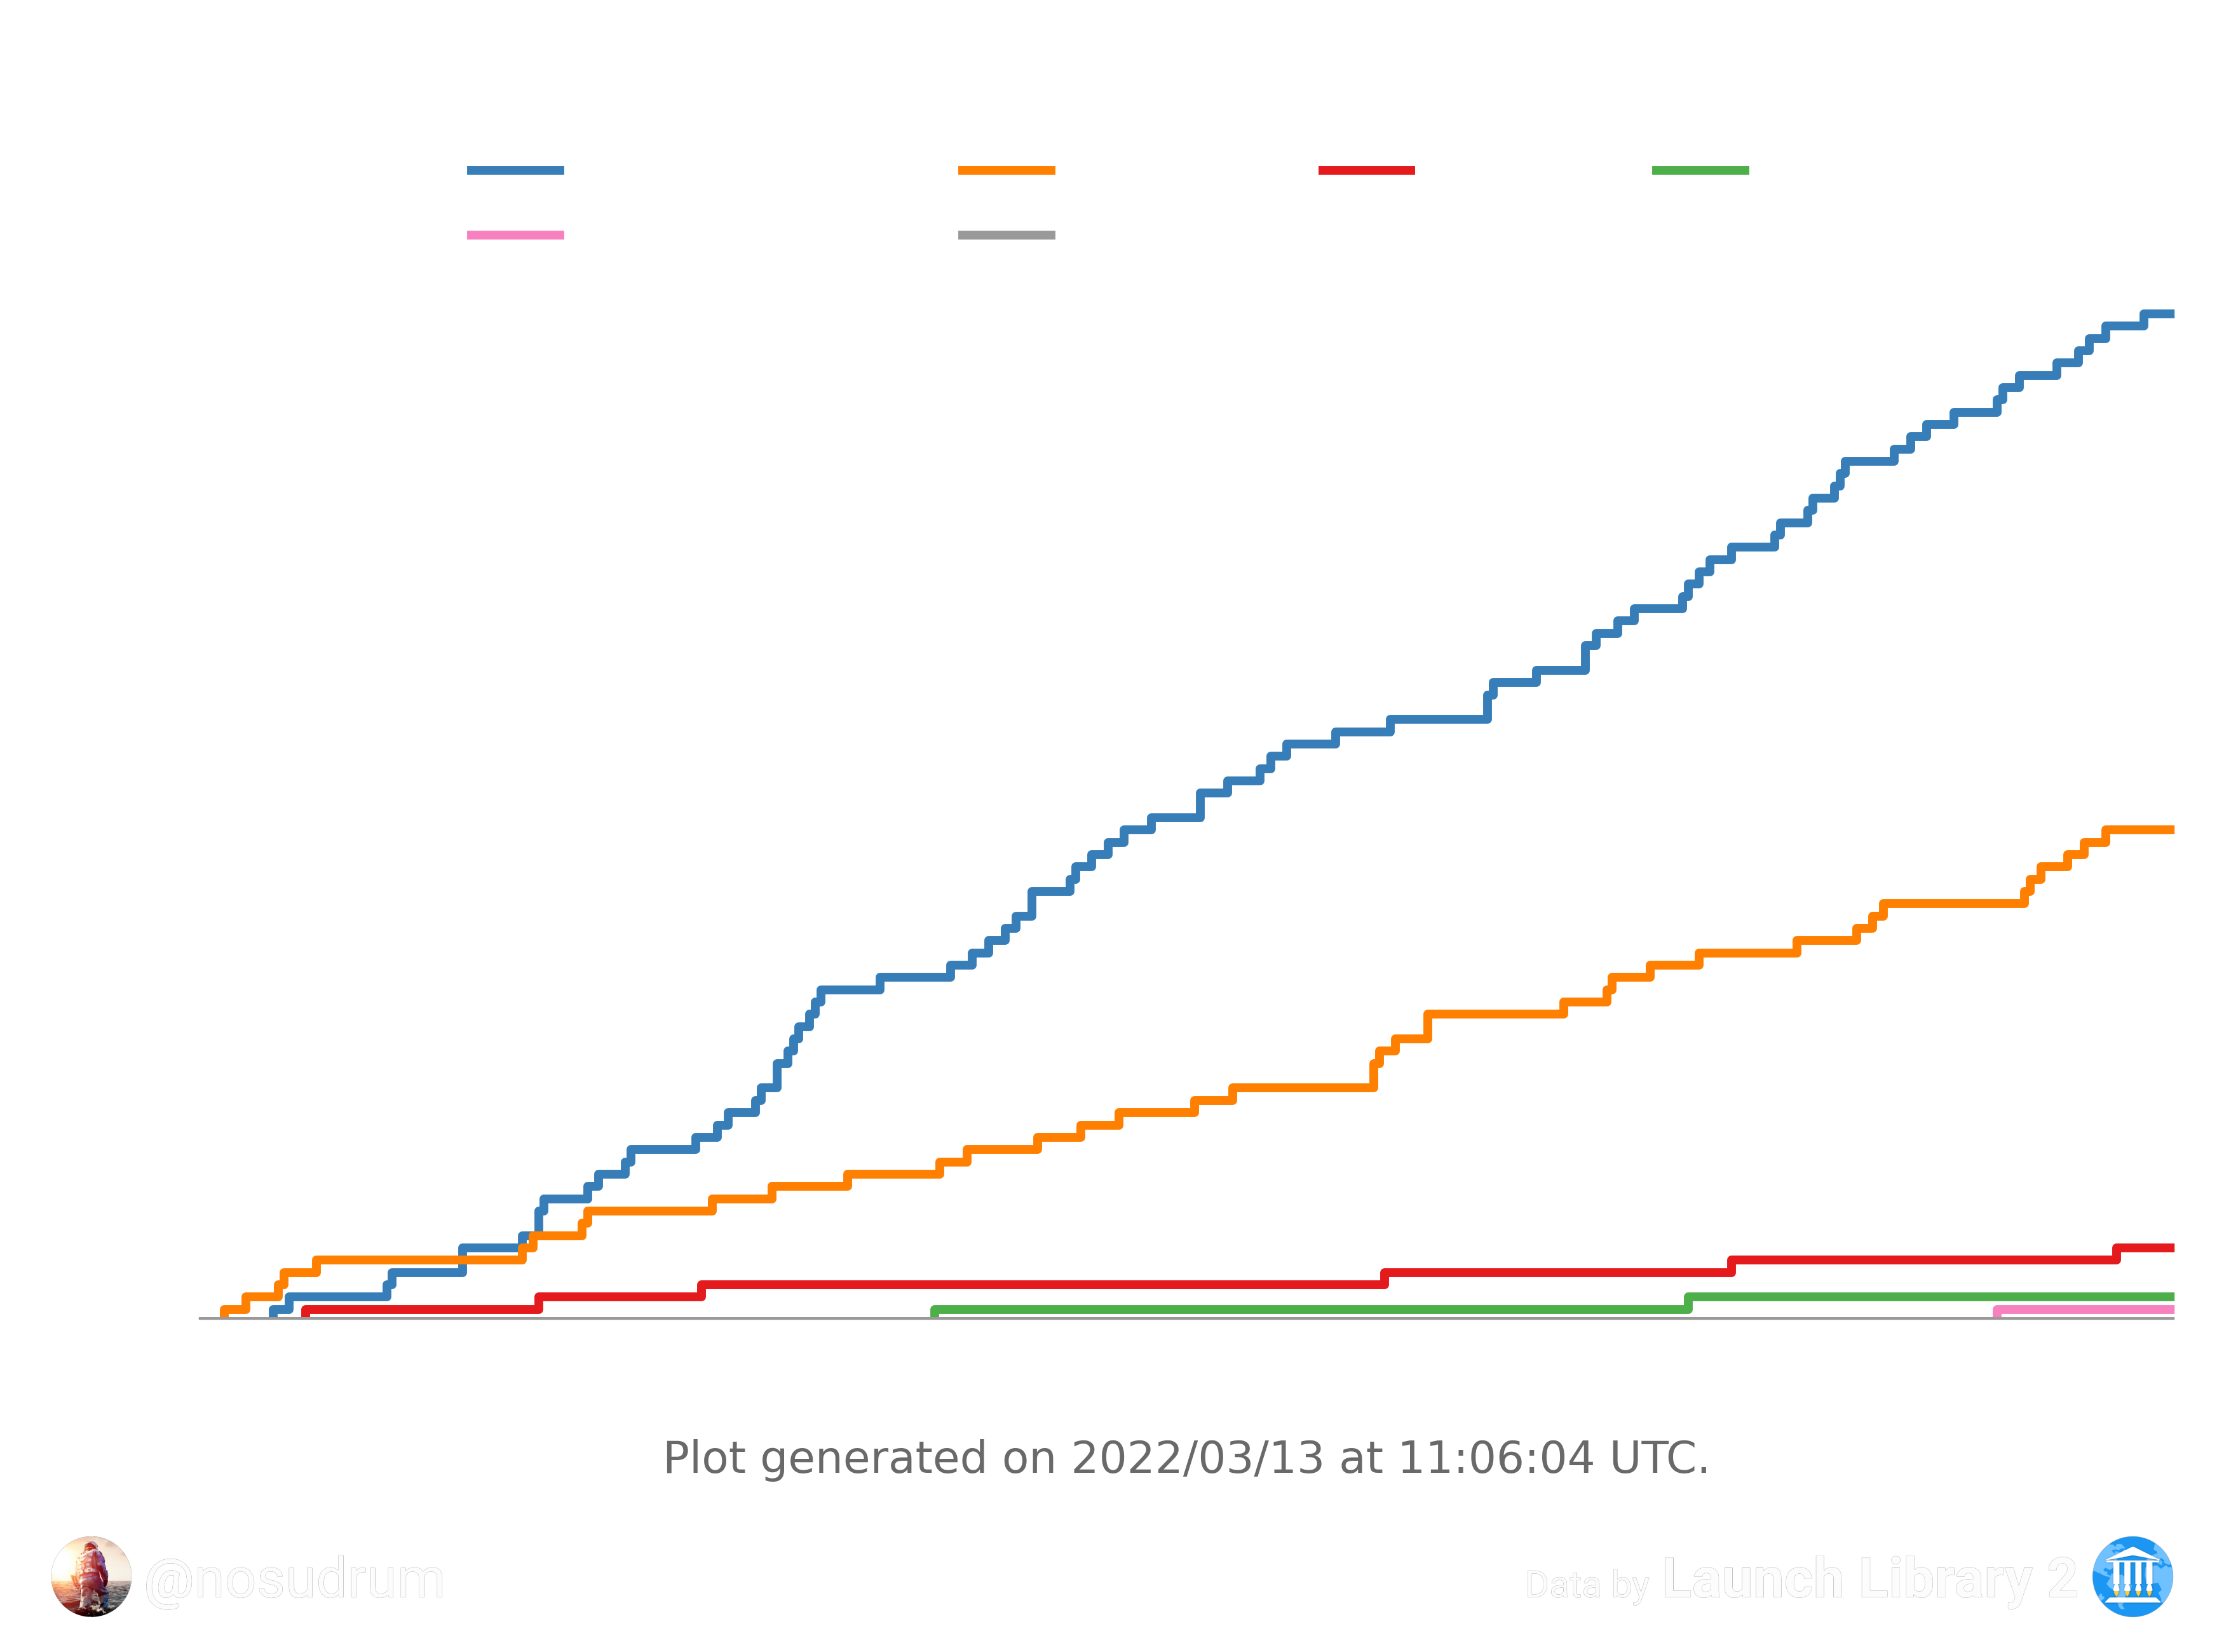 Plot generated on 2022/03/13 at 11:06:04 UTC.
@nosudrum
Data by Launch Library 2